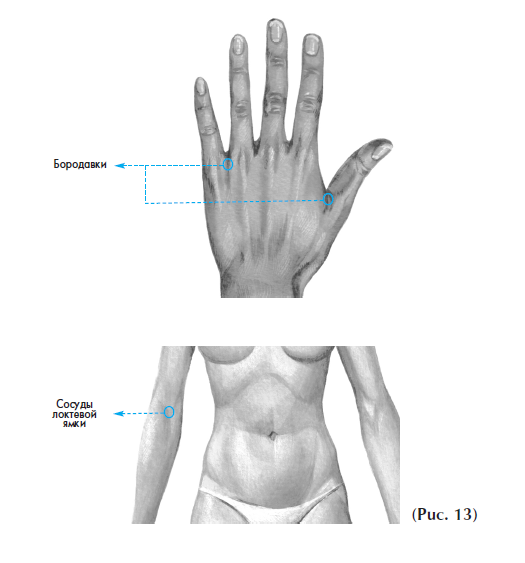 Бородавки
Сосуды
локтевой
ямки
(Рис. 13)